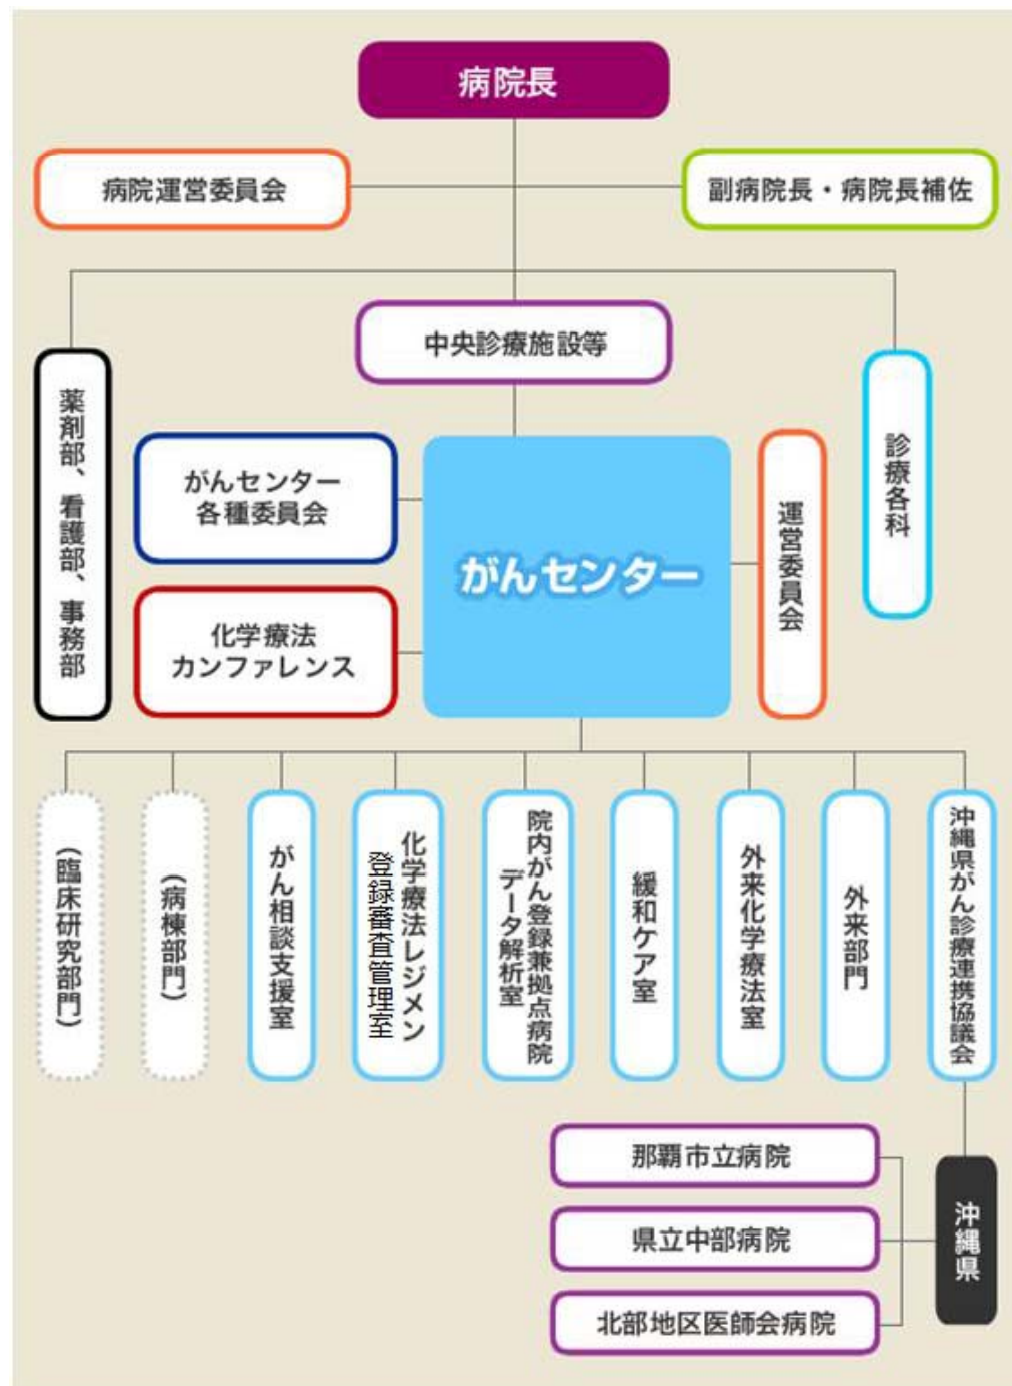 病院長
病院運営委員会
副病院長・病院長補佐
中央診療施設等
薬剤部、看護部、事務部
がんセンター
各種委員会
化学療法
カンファレンス
がんセンター
運営委員会
診療各科
(臨床研究部門)
(病棟部門)
がん相談支援室
化学療法レジメン
登録審査管理室
院内がん登録兼拠点病院
データ解析室
緩和ケア室
外来化学療法室
外来部門
沖縄県がん診療連携協議会
那覇市立病院
県立中部病院
北部地区医師会病院
沖縄県